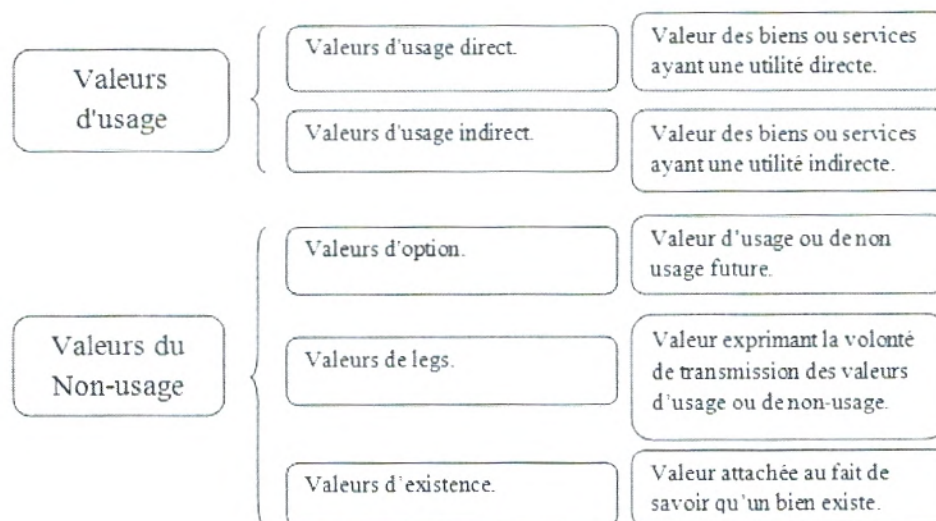 Valeurs
d'usage
Valeurs d'usage direct.
Valeur des biens ou services
ayant une utilité directe.
Valeurs d'usage indirect.
Valeur des biens ou services
ayant une utilité indirecte.
Valeurs du
Non-usage
Valeurs d'option.
Valeur d'usage ou de non
usage future.
Valeurs de legs.
Valeur exprimant la volonté
de transmission des valeurs
d'usage ou de non-usage.
Valeurs d'existence.
Valeur attachée au fait de
savoir qu'un bien existe.